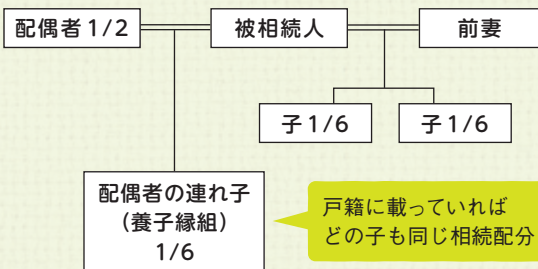 配偶者1/2
被相続人
前妻
子1/6
子1/6
配偶者の連れ子
(養子縁組)
1/6
戸籍に載っていれば
どの子も同じ相続配分